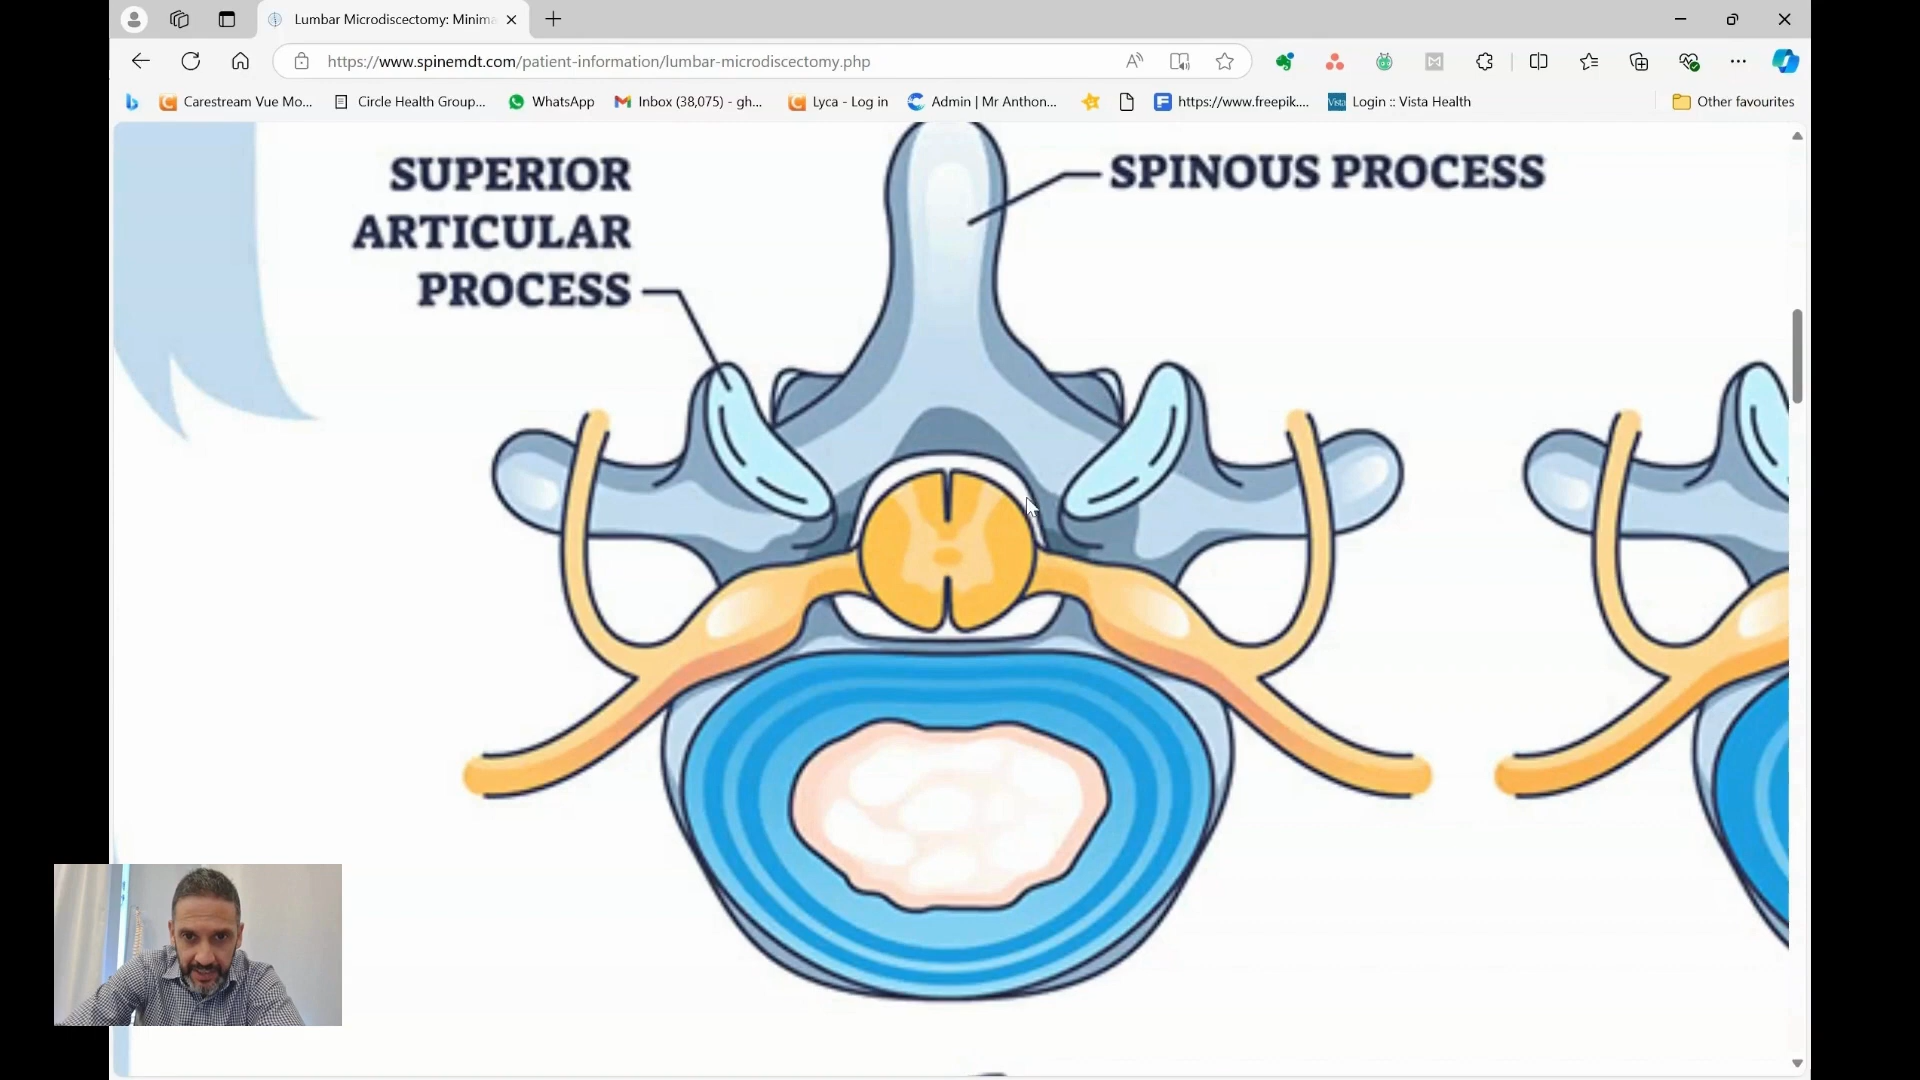 Lumbar Microdiscectomy: Minima
https://www.spinemdt.com/patient-information/lumbar-microdiscectomy.php
Carestream Vue Mo... Circle Health Group... WhatsApp Inbox (38,075) - gh... Lyca - Log in Admin | Mr Anthon... https://www.freepik.... Login :: Vista Health Other favourites
SUPERIOR
ARTICULAR
PROCESS
SPINOUS PROCESS